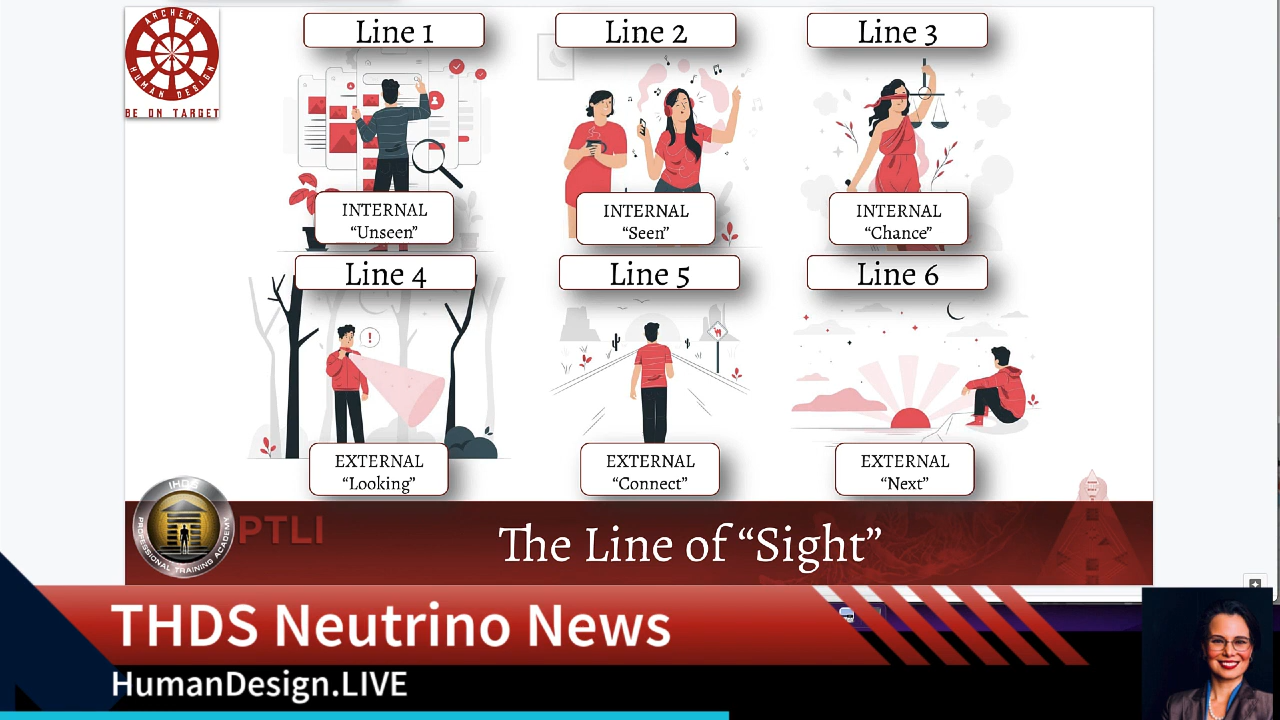 ARCHERS
HUMAN DESIGN
BE ON TARGET
Line 1
Line 2
Line 3
INTERNAL
“Unseen”
INTERNAL
“Seen”
INTERNAL
“Chance”
Line 4
Line 5
Line 6
!
EXTERNAL
“Looking”
EXTERNAL
“Connect”
EXTERNAL
“Next”
IHDS
PROFESSIONAL TRAINING ACADEMY
PTLI
The Line of “Sight”
THDS Neutrino News
HumanDesign.LIVE